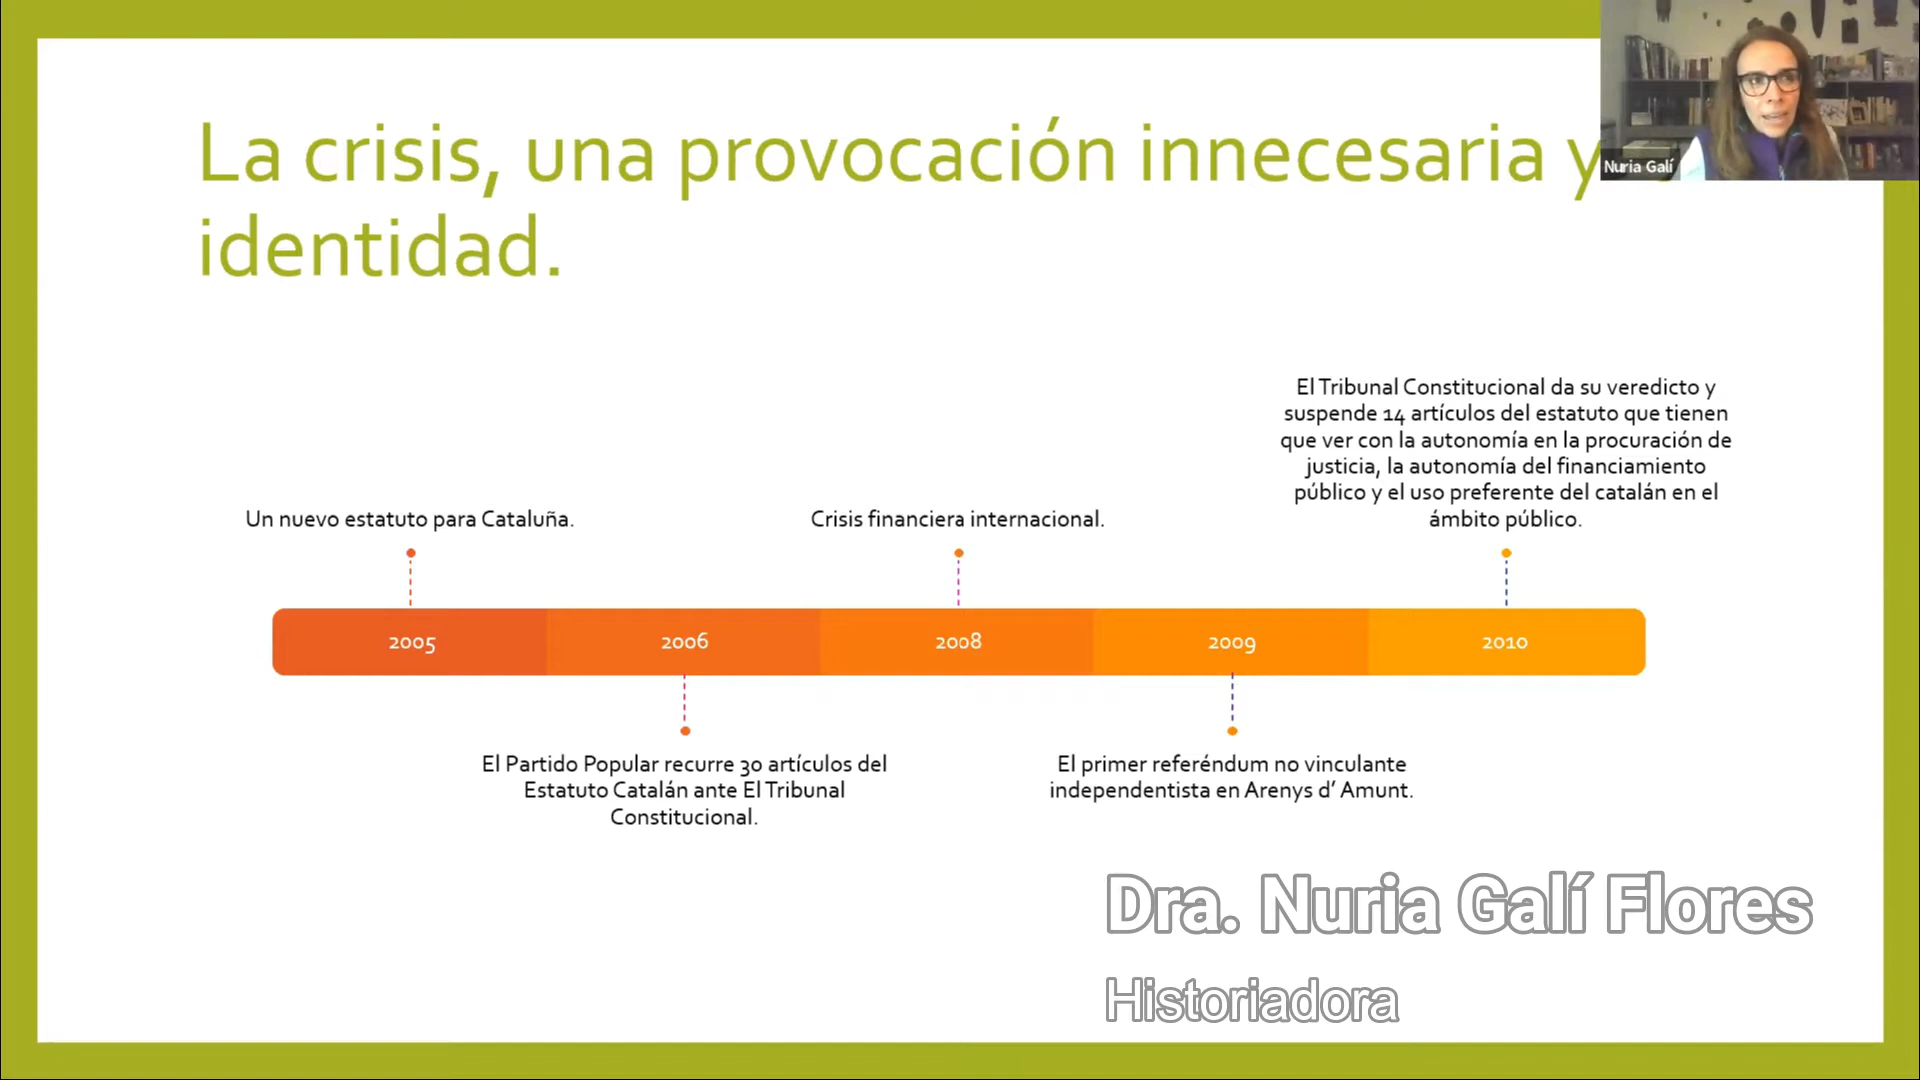 La crisis, una provocación innecesaria y
identidad.
Nuria Galí
El Tribunal Constitucional da su veredicto y
suspende 14 artículos del estatuto que tienen
que ver con la autonomía en la procuración de
justicia, la autonomía del financiamiento
público y el uso preferente del catalán en el
ámbito público.
Un nuevo estatuto para Cataluña.
Crisis financiera internacional.
2005
2006
2008
2009
2010
El Partido Popular recurre 30 artículos del
Estatuto Catalán ante El Tribunal
Constitucional.
El primer referéndum no vinculante
independentista en Arenys d’ Amunt.
Dra. Nuria Galí Flores
Historiadora